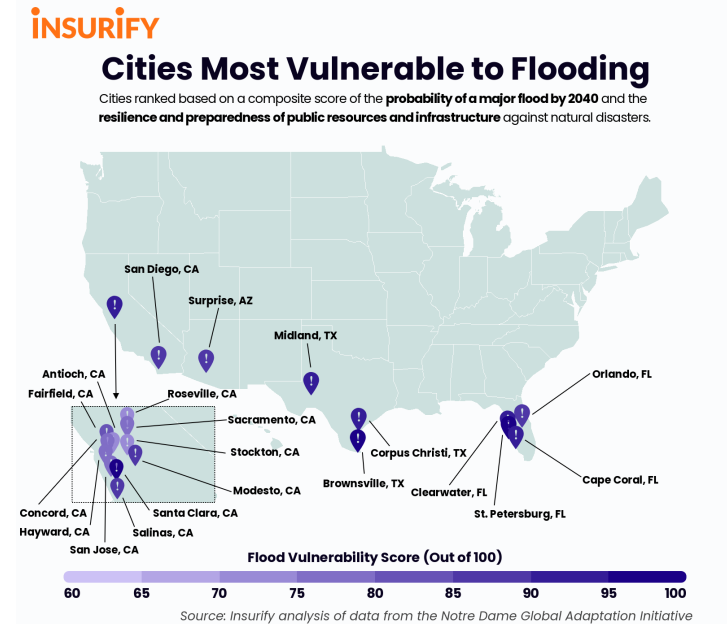 INSURIFY
Cities Most Vulnerable to Flooding
Cities ranked based on a composite score of the probability of a major flood by 2040 and the
resilience and preparedness of public resources and infrastructure against natural disasters.
San Diego, CA
Surprise, AZ
Midland, TX
Antioch, CA
Orlando, FL
Fairfield, CA
Roseville, CA
Sacramento, CA
Stockton, CA
Corpus Christi, TX
Modesto, CA
Brownsville, TX
Clearwater, FL
Cape Coral, FL
St. Petersburg, FL
Concord, CA
Santa Clara, CA
Hayward, CA
Salinas, CA
San Jose, CA
Flood Vulnerability Score (Out of 100)
60 65 70 75 80 85 90 95 100
Source: Insurify analysis of data from the Notre Dame Global Adaptation Initiative